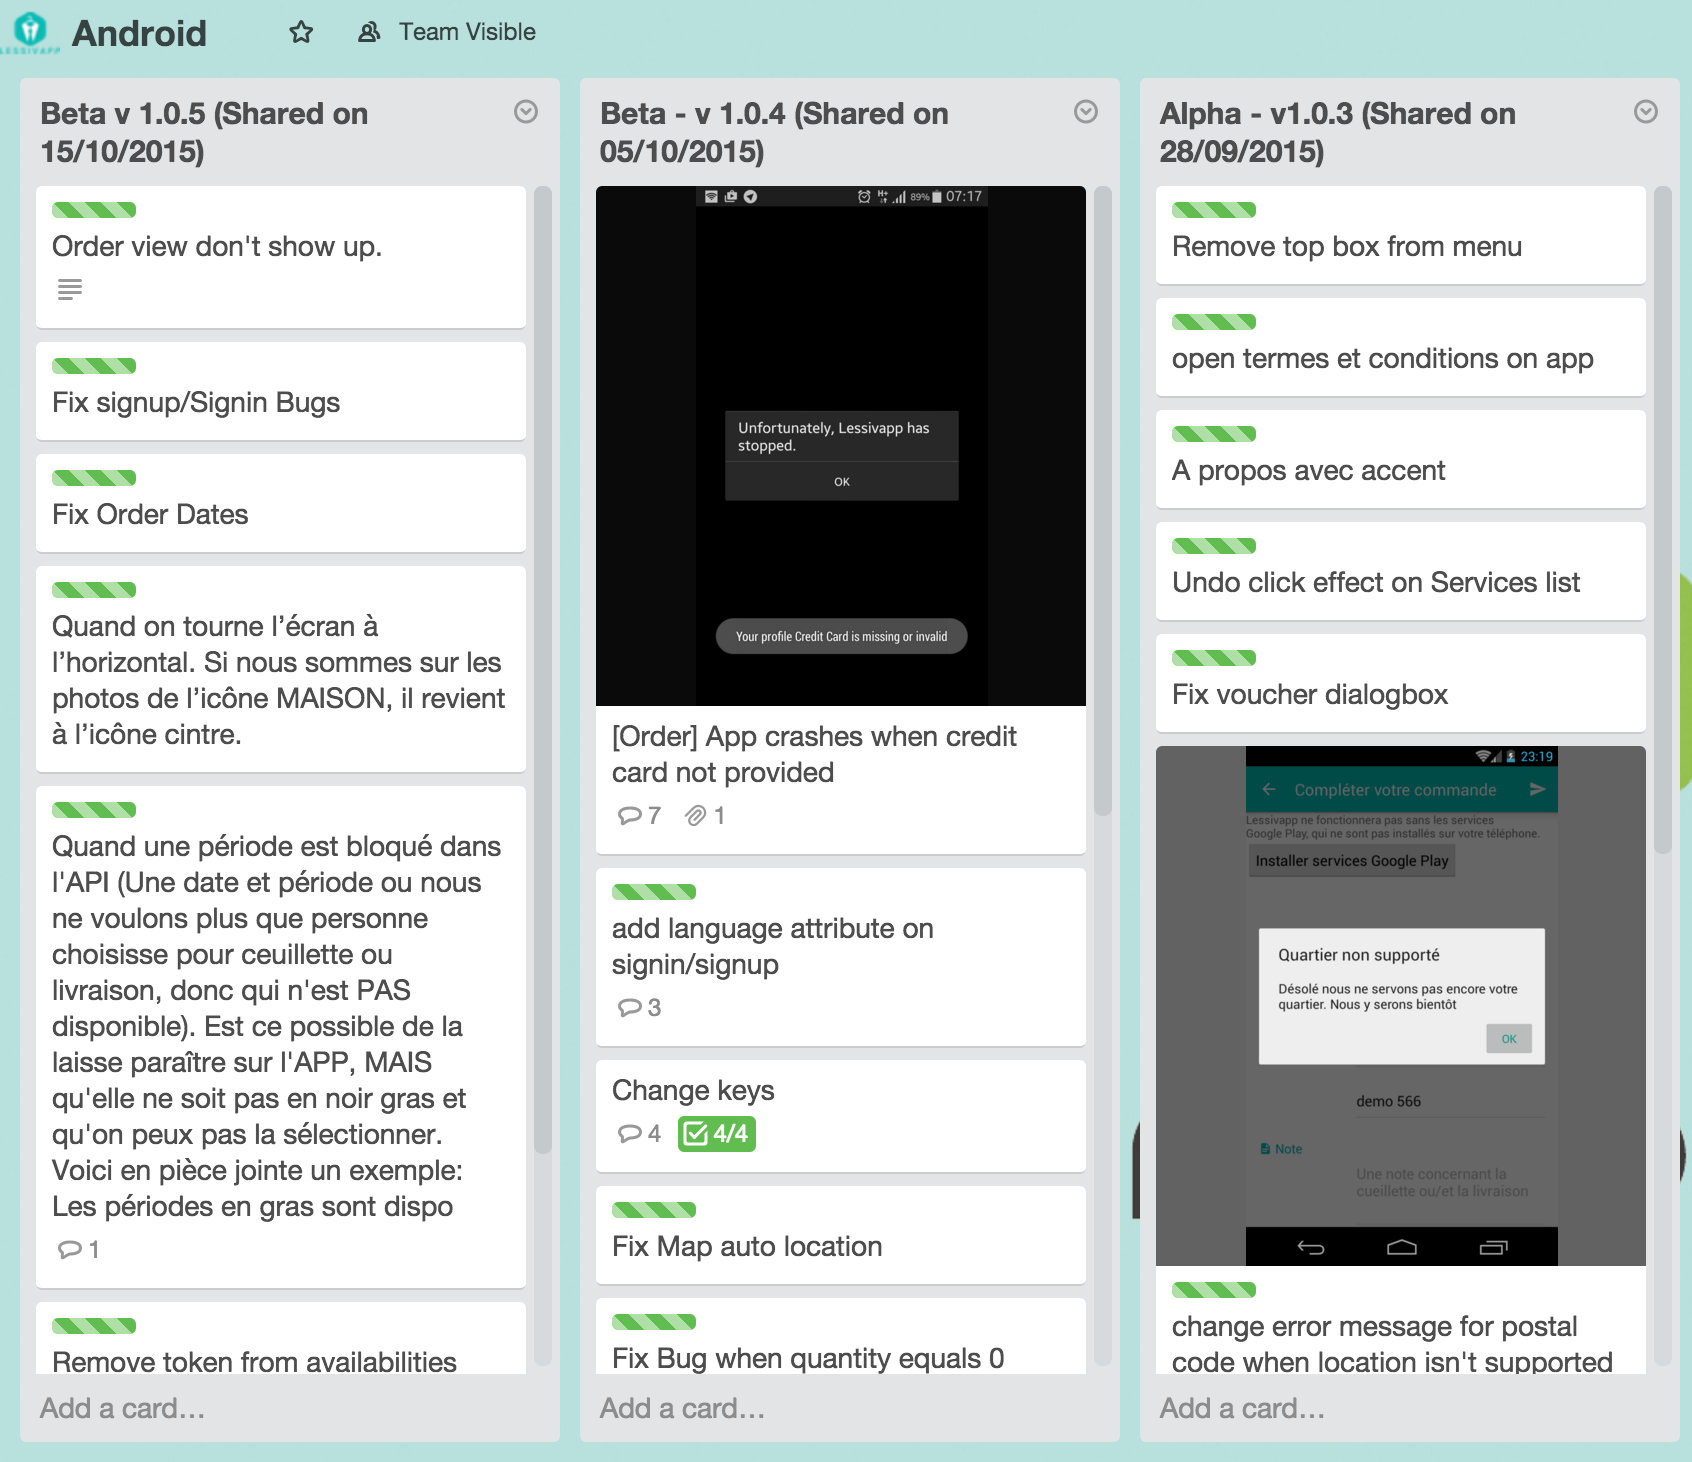 LESSIVAPP
Android
Team Visible
Beta v 1.0.5 (Shared on
15/10/2015)
Order view don't show up.
Fix signup/Signin Bugs
Fix Order Dates
Quand on tourne l’écran à
l’horizontal. Si nous sommes sur les
photos de l’icône MAISON, il revient
à l’icône cintre.
Quand une période est bloqué dans
l'API (Une date et période ou nous
ne voulons plus que personne
choisisse pour ceuillette ou
livraison, donc qui n'est PAS
disponible). Est ce possible de la
laisse paraître sur l'APP, MAIS
qu'elle ne soit pas en noir gras et
qu'on peux pas la sélectionner.
Voici en pièce jointe un exemple:
Les périodes en gras sont dispo
1
Remove token from availabilities
Add a card…
Beta - v 1.0.4 (Shared on
05/10/2015)
H+ 89% 07:17
Unfortunately, Lessivapp has
stopped.
OK
Your profile Credit Card is missing or invalid
[Order] App crashes when credit
card not provided
7 1
add language attribute on
signin/signup
3
Change keys
4 4/4
Fix Map auto location
Fix Bug when quantity equals 0
Add a card…
Alpha - v1.0.3 (Shared on
28/09/2015)
Remove top box from menu
open termes et conditions on app
A propos avec accent
Undo click effect on Services list
Fix voucher dialogbox
23:19
Compléter votre commande
Lessivapp ne fonctionnera pas sans les services
Google Play, qui ne sont pas installés sur votre téléphone.
Installer services Google Play
Quartier non supporté
Désolé nous ne servons pas encore votre
quartier. Nous y serons bientôt
OK
demo 566
Note
Une note concernant la
cueillette ou/et la livraison
change error message for postal
code when location isn't supported
Add a card…